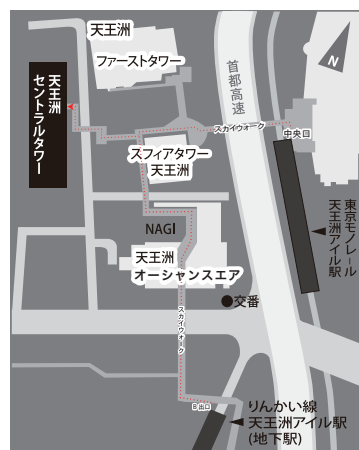 天王洲
ファーストタワー
天王洲
セントラルタワー
首都高速
N
スカイウォーク
中央口
スフィアタワー
天王洲
東京モノレール
天王洲アイル駅
NAGI
天王洲
オーシャンスエア
交番
スカイウォーク
B出口
りんかい線
天王洲アイル駅
(地下駅)